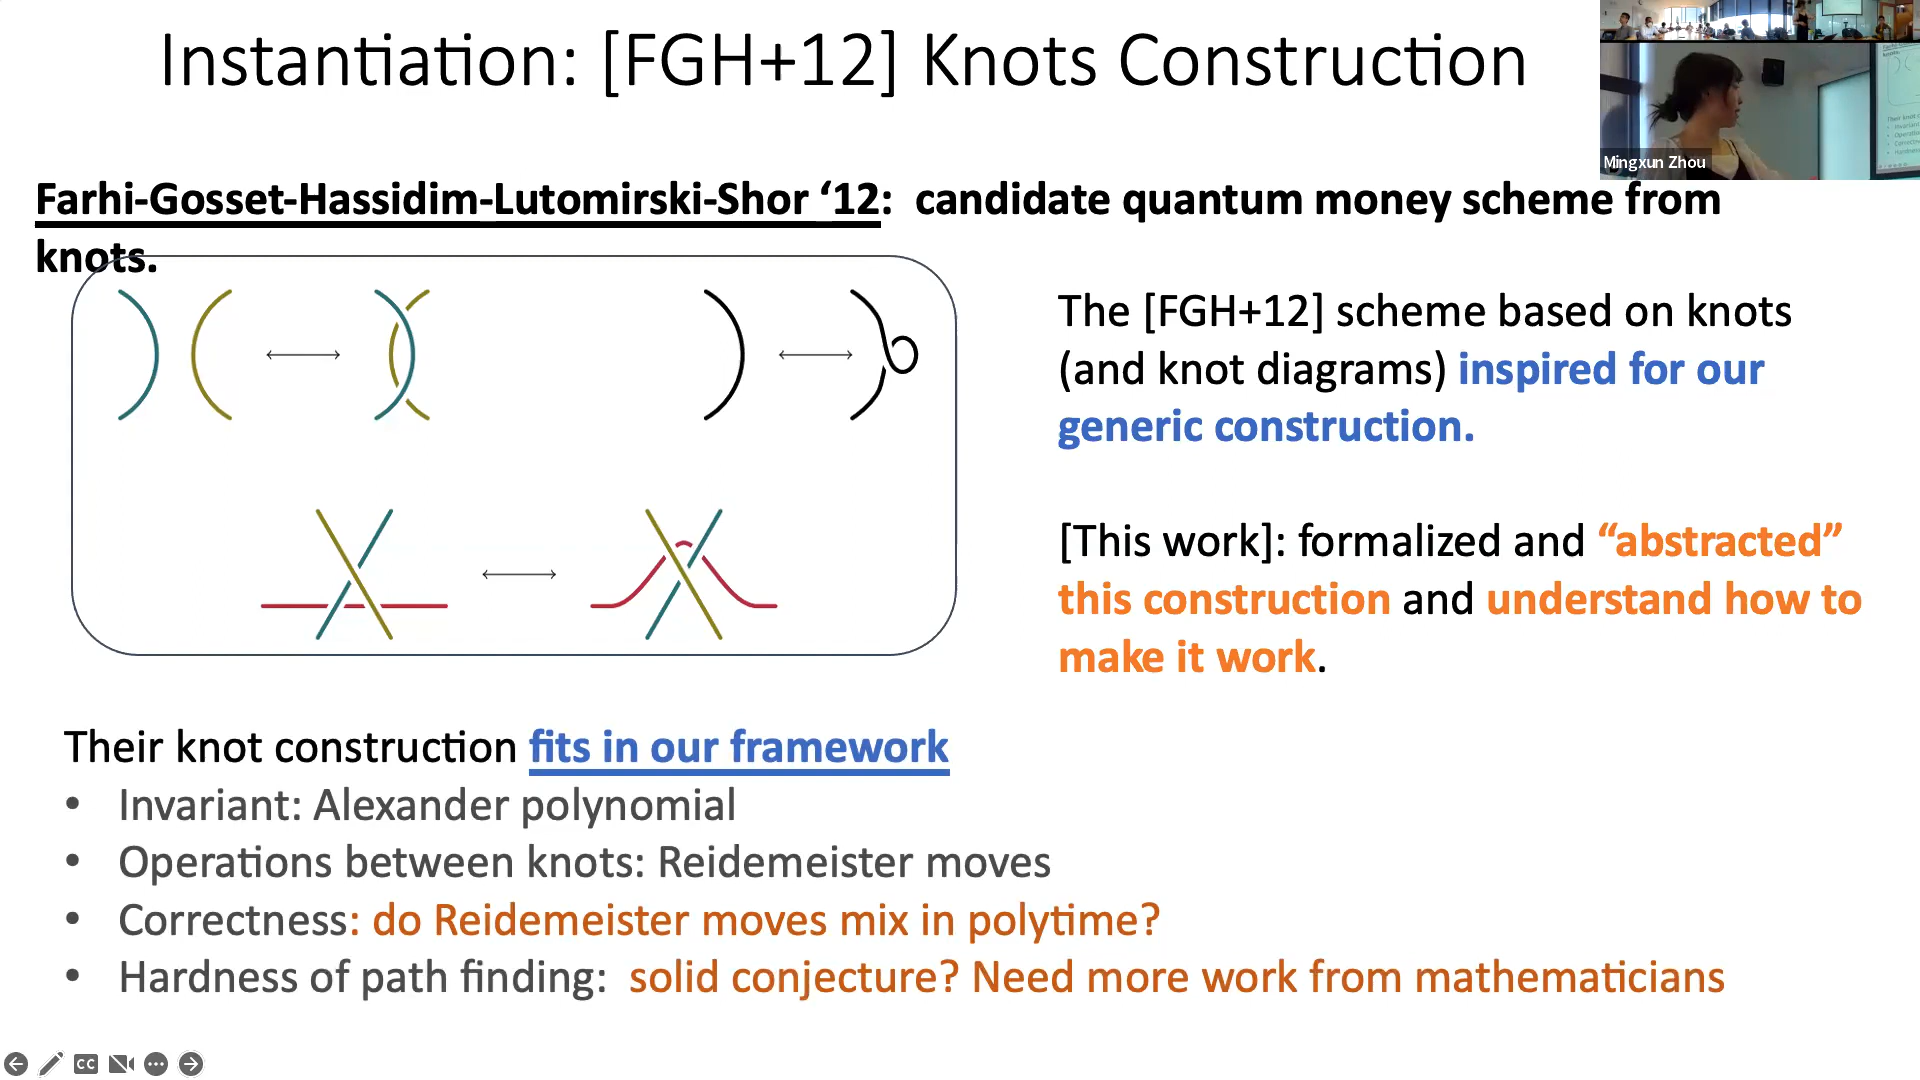 Instantiation: [FGH+12] Knots Construction
Mingxun Zhou
Farhi-Gosset-Hassidim-Lutomirski-Shor ‘12: candidate quantum money scheme from
knots.
The [FGH+12] scheme based on knots
(and knot diagrams) inspired for our
generic construction.
[This work]: formalized and “abstracted”
this construction and understand how to
make it work.
Their knot construction fits in our framework
• Invariant: Alexander polynomial
• Operations between knots: Reidemeister moves
• Correctness: do Reidemeister moves mix in polytime?
• Hardness of path finding: solid conjecture? Need more work from mathematicians
CC